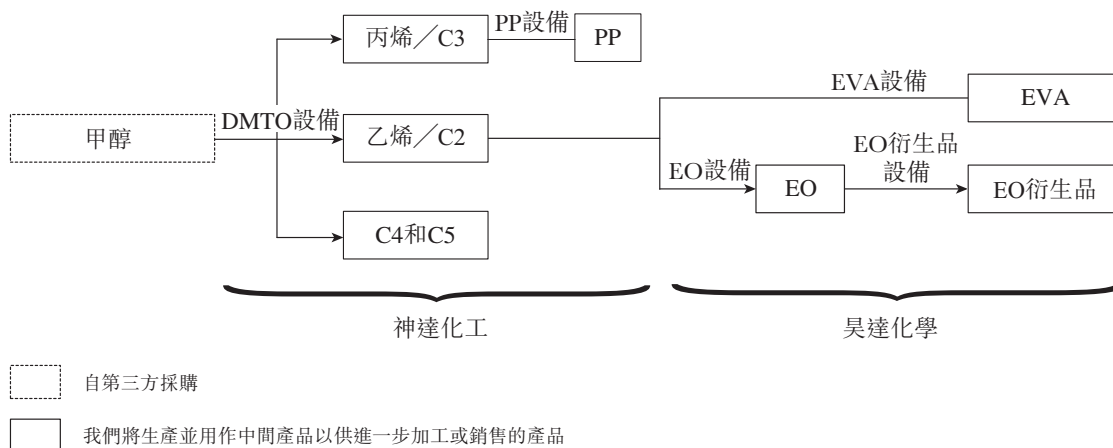 丙烯／C3
PP設備
PP
甲醇
DMTO設備
乙烯／C2
EVA設備
EVA
EO設備
EO
EO衍生品
設備
EO衍生品
C4和C5
神達化工
昊達化學
自第三方採購
我們將生產並用作中間產品以供進一步加工或銷售的產品